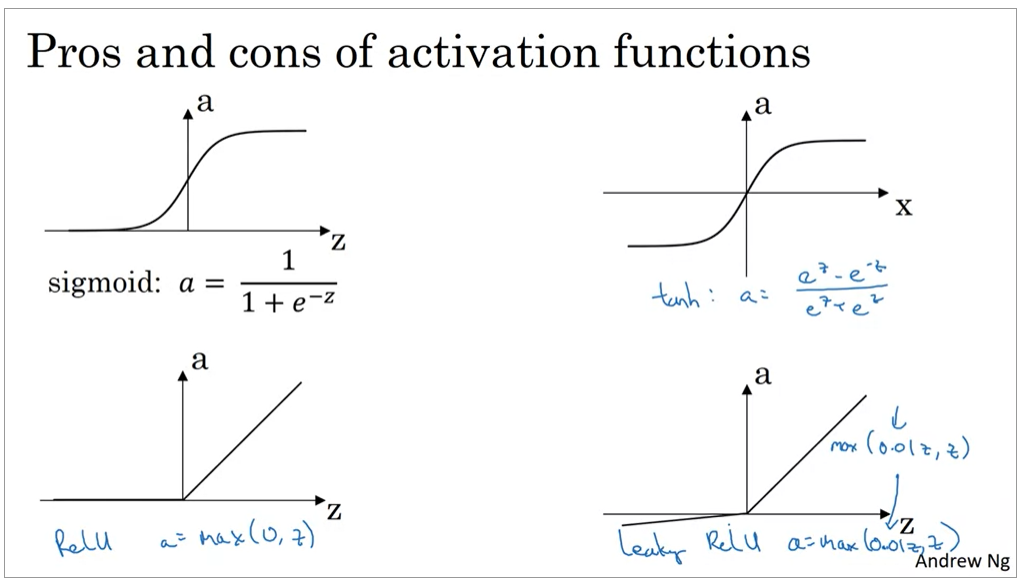 Pros and cons of activation functions
a
z
sigmoid: a = 1 / 1 + e^−z
a
x
tanh: a = e^z - e^-z / e^z + e^z
a
z
ReLU a = max(0, z)
a
↓
max(0.01z, z)
z
Leaky ReLU a = max(0.01z, z)
Andrew Ng